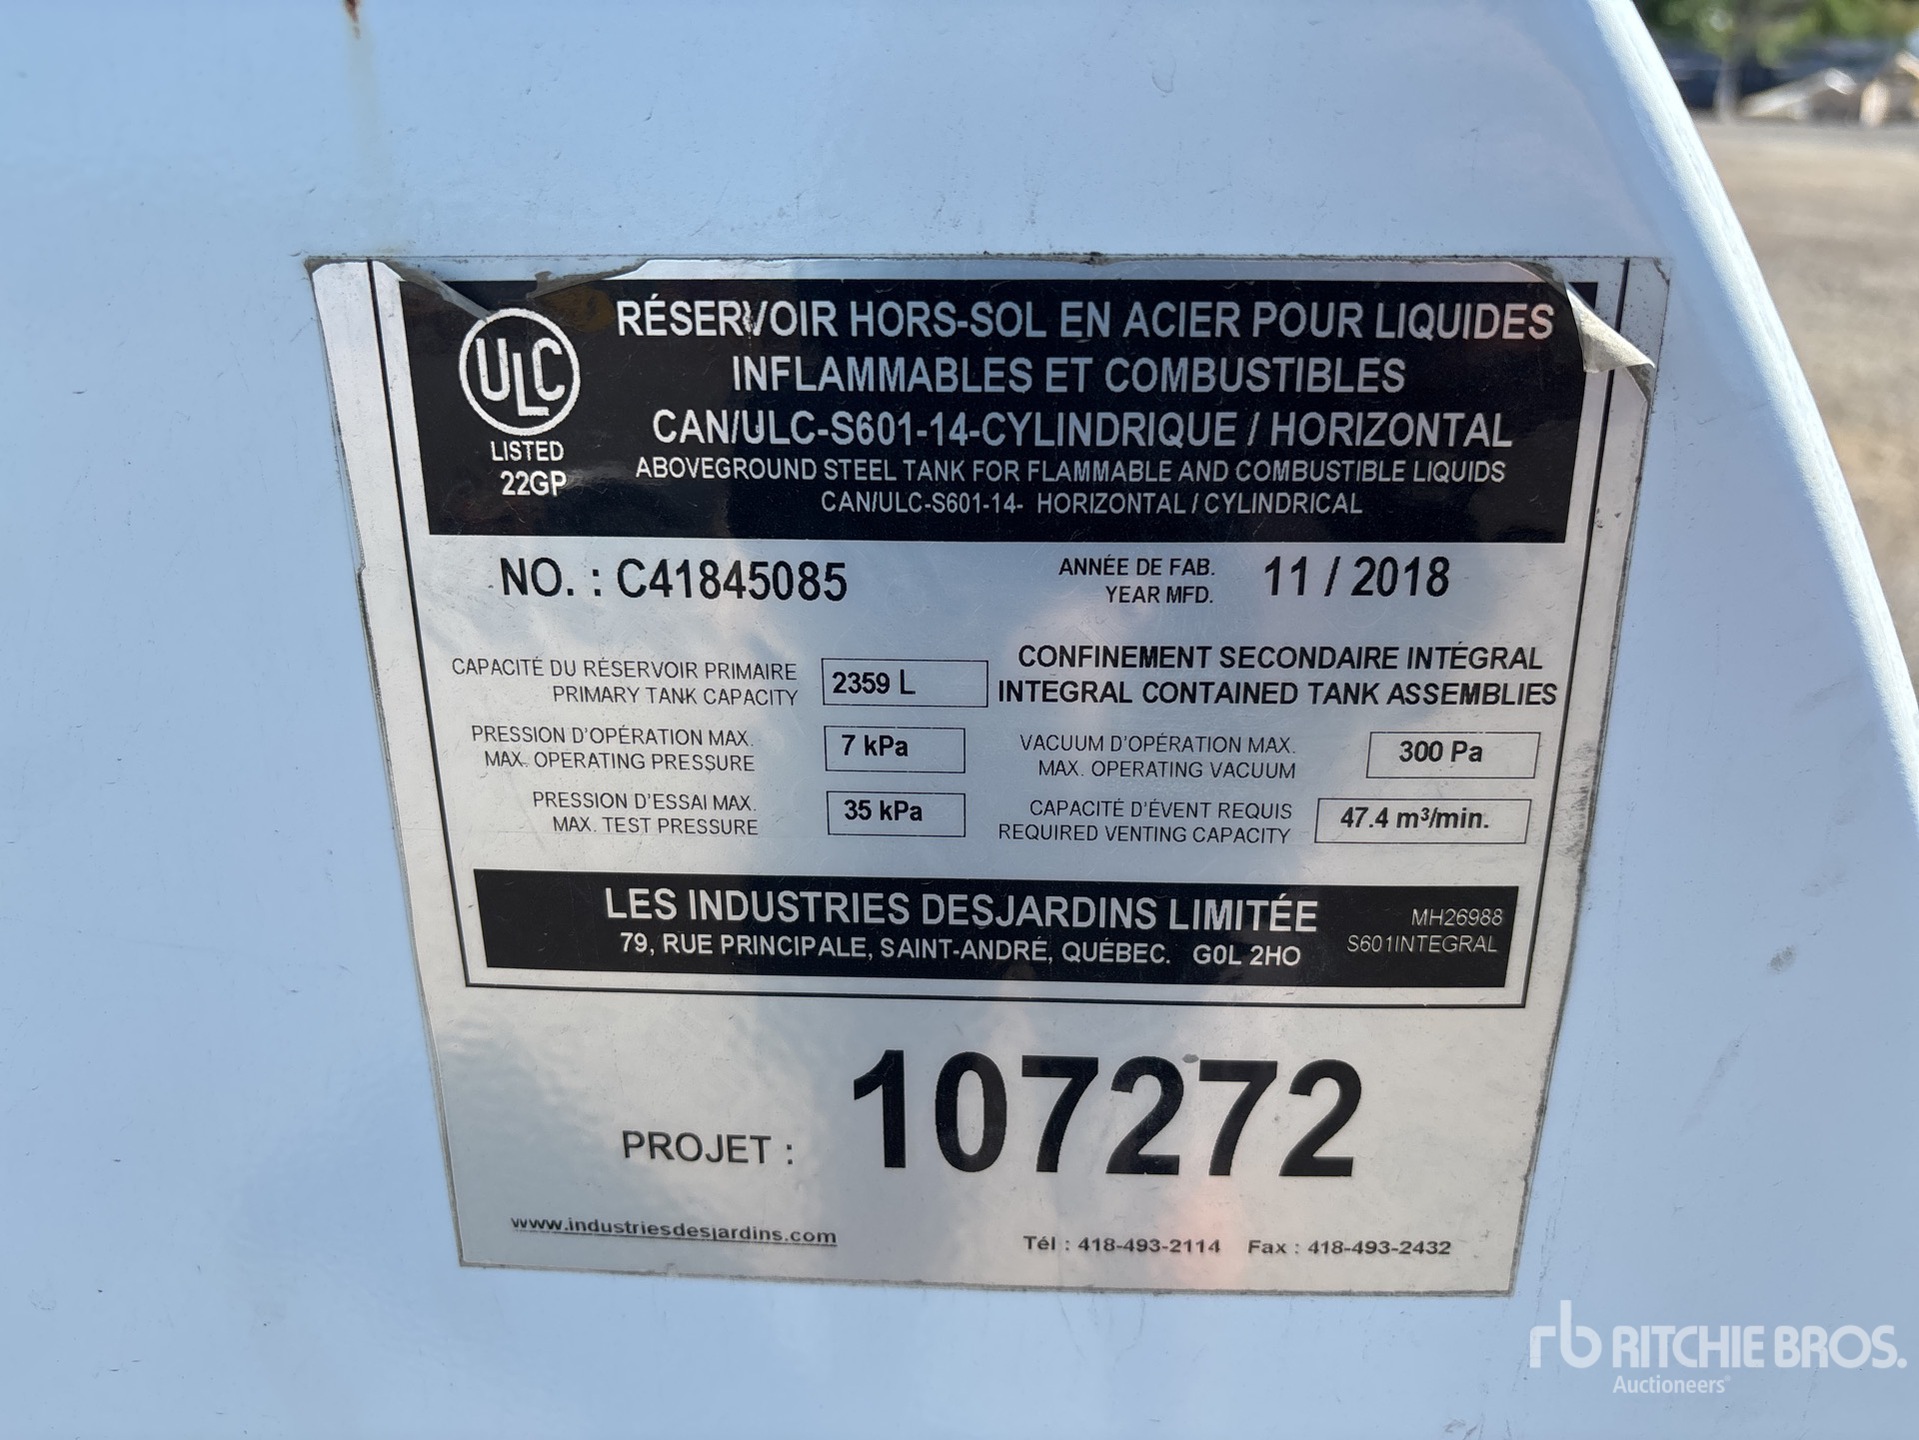 ULC
LISTED
22GP
RÉSERVOIR HORS-SOL EN ACIER POUR LIQUIDES
INFLAMMABLES ET COMBUSTIBLES
CAN/ULC-S601-14-CYLINDRIQUE / HORIZONTAL
ABOVEGROUND STEEL TANK FOR FLAMMABLE AND COMBUSTIBLE LIQUIDS
CAN/ULC-S601-14- HORIZONTAL / CYLINDRICAL
NO. : C41845085
ANNÉE DE FAB.
YEAR MFD.
11 / 2018
CAPACITÉ DU RÉSERVOIR PRIMAIRE
PRIMARY TANK CAPACITY
2359 L
CONFINEMENT SECONDAIRE INTÉGRAL
INTEGRAL CONTAINED TANK ASSEMBLIES
PRESSION D'OPÉRATION MAX.
MAX. OPERATING PRESSURE
7 kPa
VACUUM D'OPÉRATION MAX.
MAX. OPERATING VACUUM
300 Pa
PRESSION D'ESSAI MAX.
MAX. TEST PRESSURE
35 kPa
CAPACITÉ D'ÉVENT REQUIS
REQUIRED VENTING CAPACITY
47.4 m³/min.
LES INDUSTRIES DESJARDINS LIMITÉE
79, RUE PRINCIPALE, SAINT-ANDRÉ, QUÉBEC. G0L 2HO
MH26988
S601INTEGRAL
PROJET : 107272
www.industriesdesjardins.com
Tél : 418-493-2114 Fax : 418-493-2432
rb RITCHIE BROS.
Auctioneers